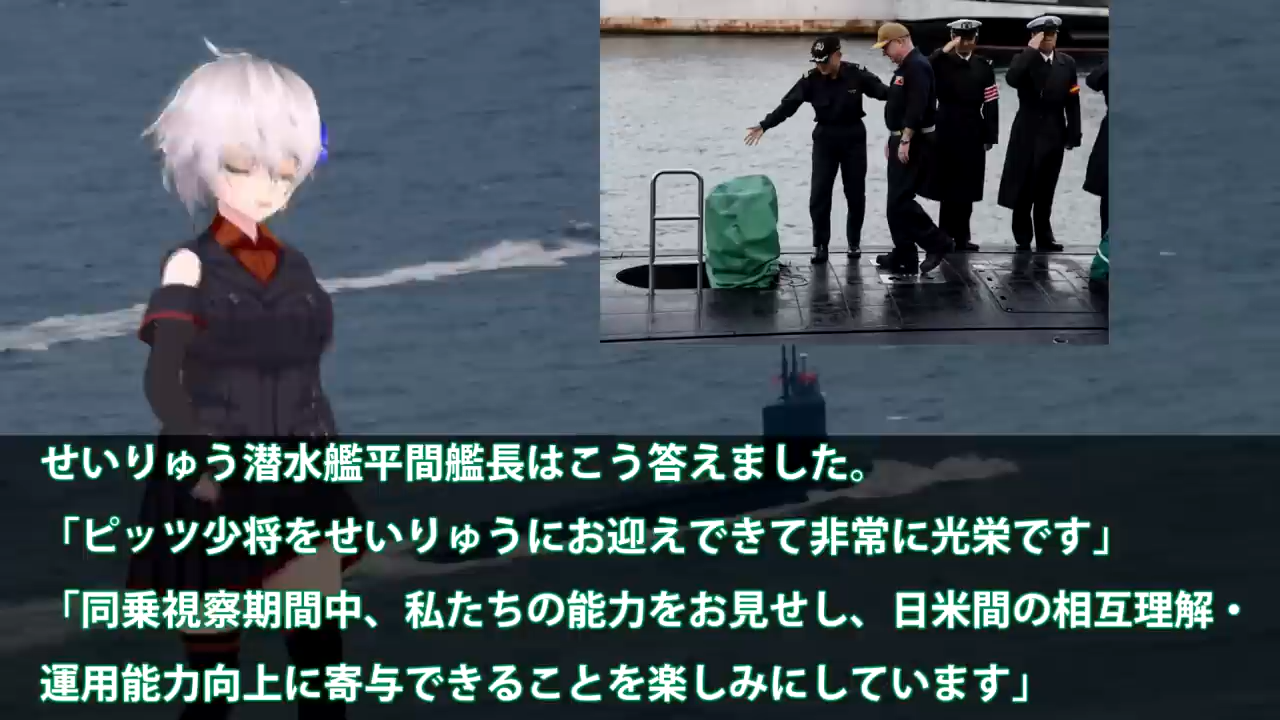 せいりゅう潜水艦平間艦長はこう答えました。
「ピッツ少将をせいりゅうにお迎えできて非常に光栄です」
「同乗視察期間中、私たちの能力をお見せし、日米間の相互理解・
運用能力向上に寄与できることを楽しみにしています」